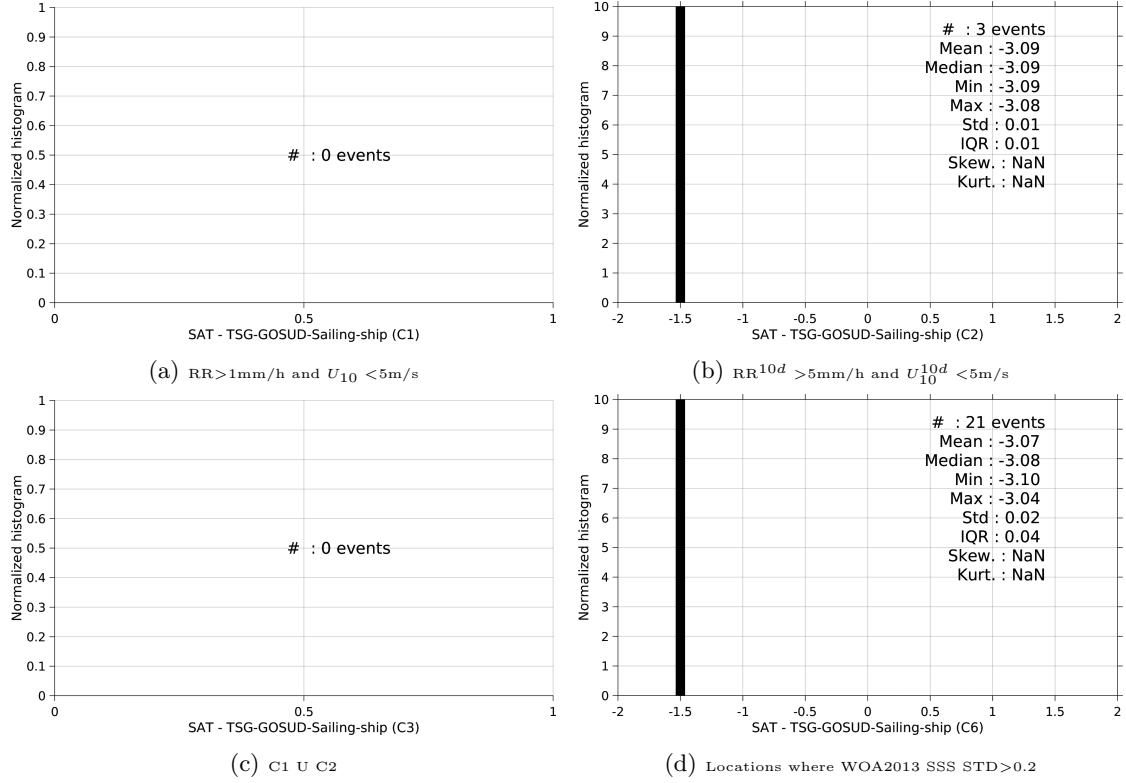 1
0.9
0.8
0.7
0.6
0.5
0.4
0.3
0.2
0.1
0
Normalized histogram
# : 0 events
0 0.5 1
SAT - TSG-GOSUD-Sailing-ship (C1)
(a) RR>1mm/h and U10 <5m/s
10
9
8
7
6
5
4
3
2
1
0
Normalized histogram
# : 3 events
Mean : -3.09
Median : -3.09
Min : -3.09
Max : -3.08
Std : 0.01
IQR : 0.01
Skew. : NaN
Kurt. : NaN
-2 -1.5 -1 -0.5 0 0.5 1 1.5 2
SAT - TSG-GOSUD-Sailing-ship (C2)
(b) RR^10d >5mm/h and U_10^10d <5m/s
1
0.9
0.8
0.7
0.6
0.5
0.4
0.3
0.2
0.1
0
Normalized histogram
# : 0 events
0 0.5 1
SAT - TSG-GOSUD-Sailing-ship (C3)
(c) C1 U C2
10
9
8
7
6
5
4
3
2
1
0
Normalized histogram
# : 21 events
Mean : -3.07
Median : -3.08
Min : -3.10
Max : -3.04
Std : 0.02
IQR : 0.04
Skew. : NaN
Kurt. : NaN
-2 -1.5 -1 -0.5 0 0.5 1 1.5 2
SAT - TSG-GOSUD-Sailing-ship (C6)
(d) Locations where WOA2013 SSS STD>0.2